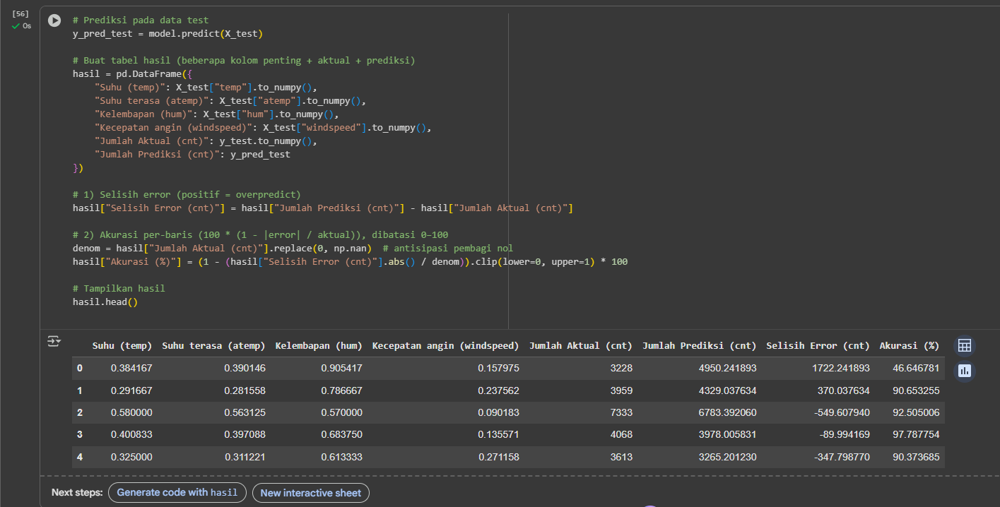 [56]
0s
# Prediksi pada data test
y_pred_test = model.predict(X_test)
# Buat tabel hasil (beberapa kolom penting + aktual + prediksi)
hasil = pd.DataFrame({
    "Suhu (temp)": X_test["temp"].to_numpy(),
    "Suhu terasa (atemp)": X_test["atemp"].to_numpy(),
    "Kelembapan (hum)": X_test["hum"].to_numpy(),
    "Kecepatan angin (windspeed)": X_test["windspeed"].to_numpy(),
    "Jumlah Aktual (cnt)": y_test.to_numpy(),
    "Jumlah Prediksi (cnt)": y_pred_test
})
# 1) Selisih error (positif = overpredict)
hasil["Selisih Error (cnt)"] = hasil["Jumlah Prediksi (cnt)"] - hasil["Jumlah Aktual (cnt)"]
# 2) Akurasi per-baris (100 * (1 - |error| / aktual)), dibatasi 0–100
denom = hasil["Jumlah Aktual (cnt)"].replace(0, np.nan)  # antisipasi pembagi nol
hasil["Akurasi (%)"] = (1 - (hasil["Selisih Error (cnt)"].abs() / denom)).clip(lower=0, upper=1) * 100
# Tampilkan hasil
hasil.head()
Suhu (temp) Suhu terasa (atemp) Kelembapan (hum) Kecepatan angin (windspeed) Jumlah Aktual (cnt) Jumlah Prediksi (cnt) Selisih Error (cnt) Akurasi (%)
0 0.384167 0.390146 0.905417 0.157975 3228 4950.241893 1722.241893 46.646781
1 0.291667 0.281558 0.786667 0.237562 3959 4329.037634 370.037634 90.653255
2 0.580000 0.563125 0.570000 0.090183 7333 6783.392060 -549.607940 92.505006
3 0.400833 0.397088 0.683750 0.135571 4068 3978.005831 -89.994169 97.787754
4 0.325000 0.311221 0.613333 0.271158 3613 3265.201230 -347.798770 90.373685
Next steps: Generate code with hasil New interactive sheet